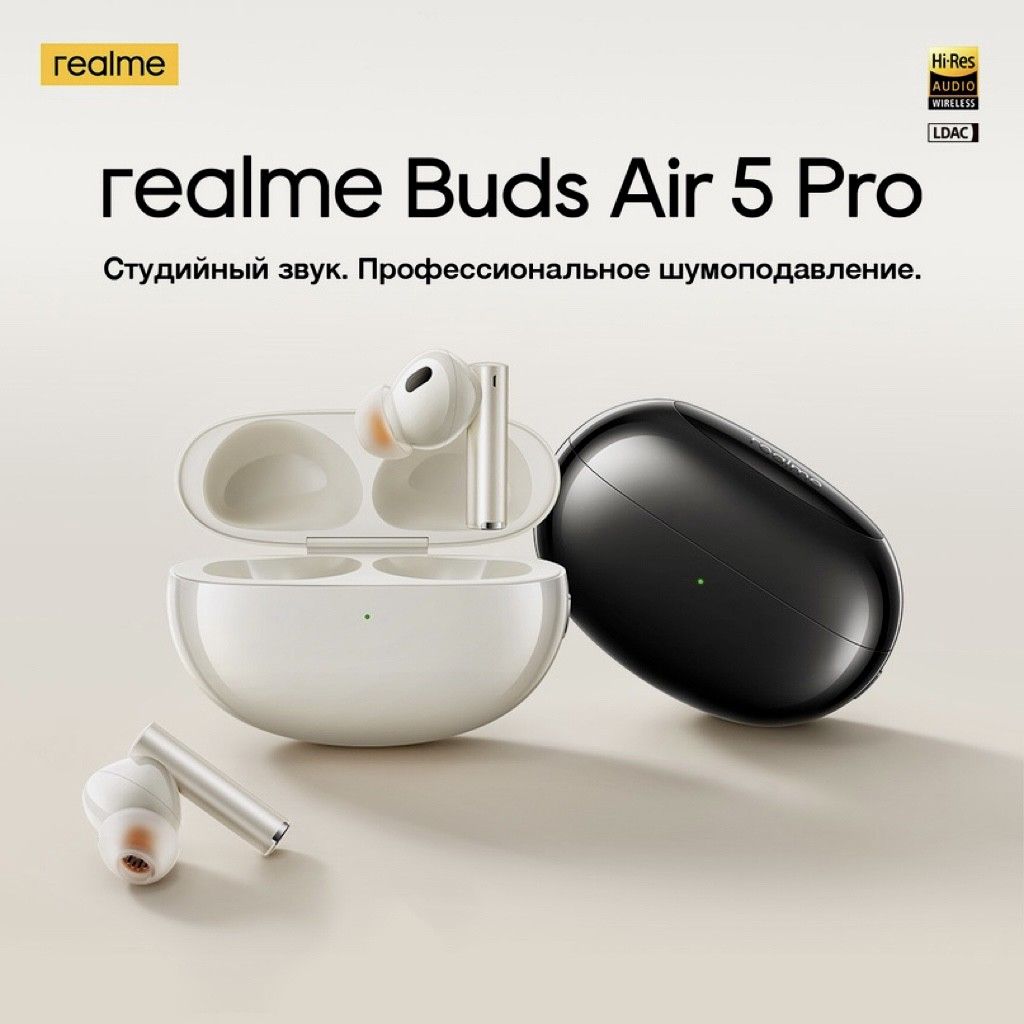 realme
Hi-Res
AUDIO
WIRELESS
LDAC
realme Buds Air 5 Pro
Студийный звук. Профессиональное шумоподавление.
realme